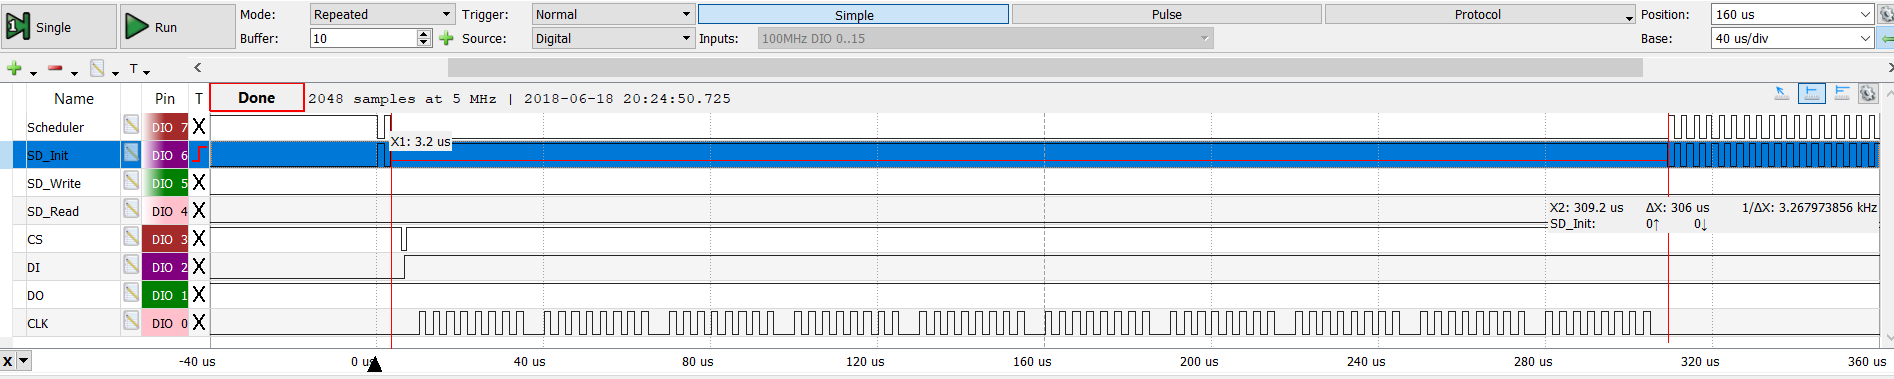 Single
Run
Mode: Repeated Trigger: Normal Simple Pulse Protocol Position: 160 us
Buffer: 10 Source: Digital Inputs: 100MHz DIO 0..15 Base: 40 us/div
T
Name Pin T Done 2048 samples at 5 MHz | 2018-06-18 20:24:50.725
Scheduler DIO 7 X
X1: 3.2 us
SD_Init DIO 6
SD_Write DIO 5 X
SD_Read DIO 4 X X2: 309.2 us ΔX: 306 us 1/ΔX: 3.267973856 kHz
SD_Init: 0↑ 0↓
CS DIO 3 X
DI DIO 2 X
DO DIO 1 X
CLK DIO 0 X
X -40 us 0 us 40 us 80 us 120 us 160 us 200 us 240 us 280 us 320 us 360 us